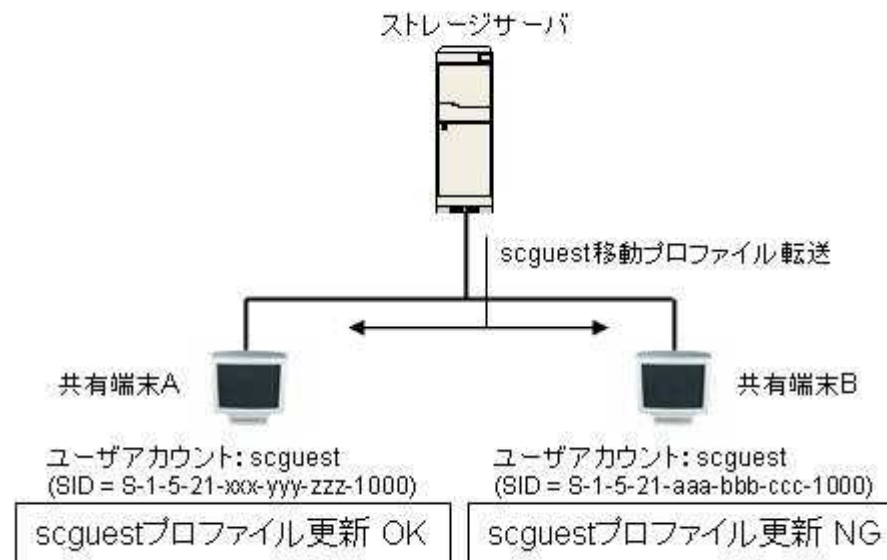 ストレージサーバ
scguest移動プロファイル転送
共有端末A
共有端末B
ユーザアカウント: scguest
(SID = S-1-5-21-xxx-yyy-zzz-1000)
ユーザアカウント: scguest
(SID = S-1-5-21-aaa-bbb-ccc-1000)
scguestプロファイル更新 OK
scguestプロファイル更新 NG